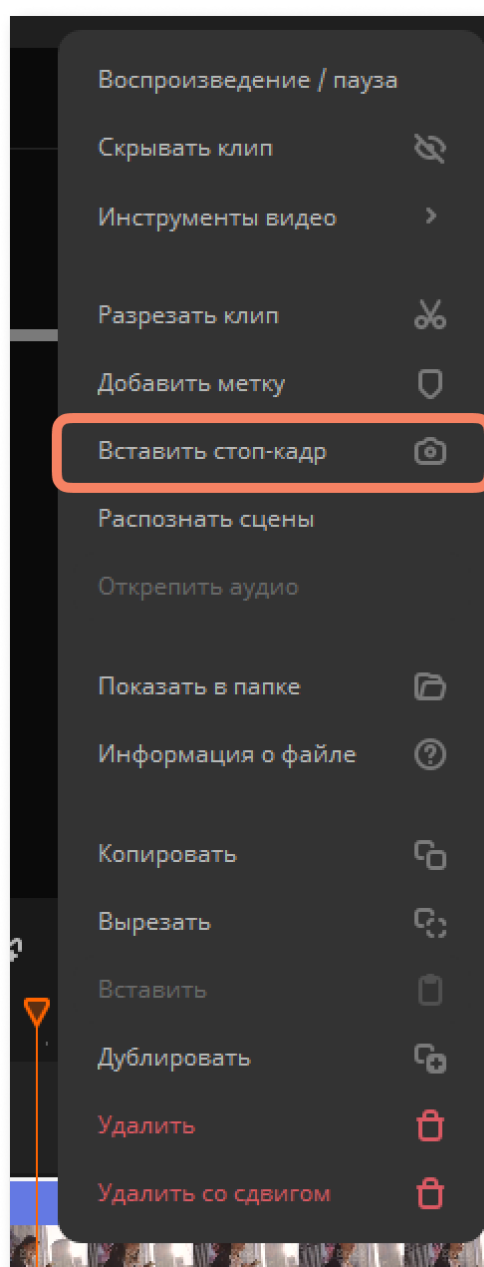 Воспроизведение / пауза
Скрывать клип
Инструменты видео
Разрезать клип
Добавить метку
Вставить стоп-кадр
Распознать сцены
Открепить аудио
Показать в папке
Информация о файле
Копировать
Вырезать
Вставить
Дублировать
Удалить
Удалить со сдвигом